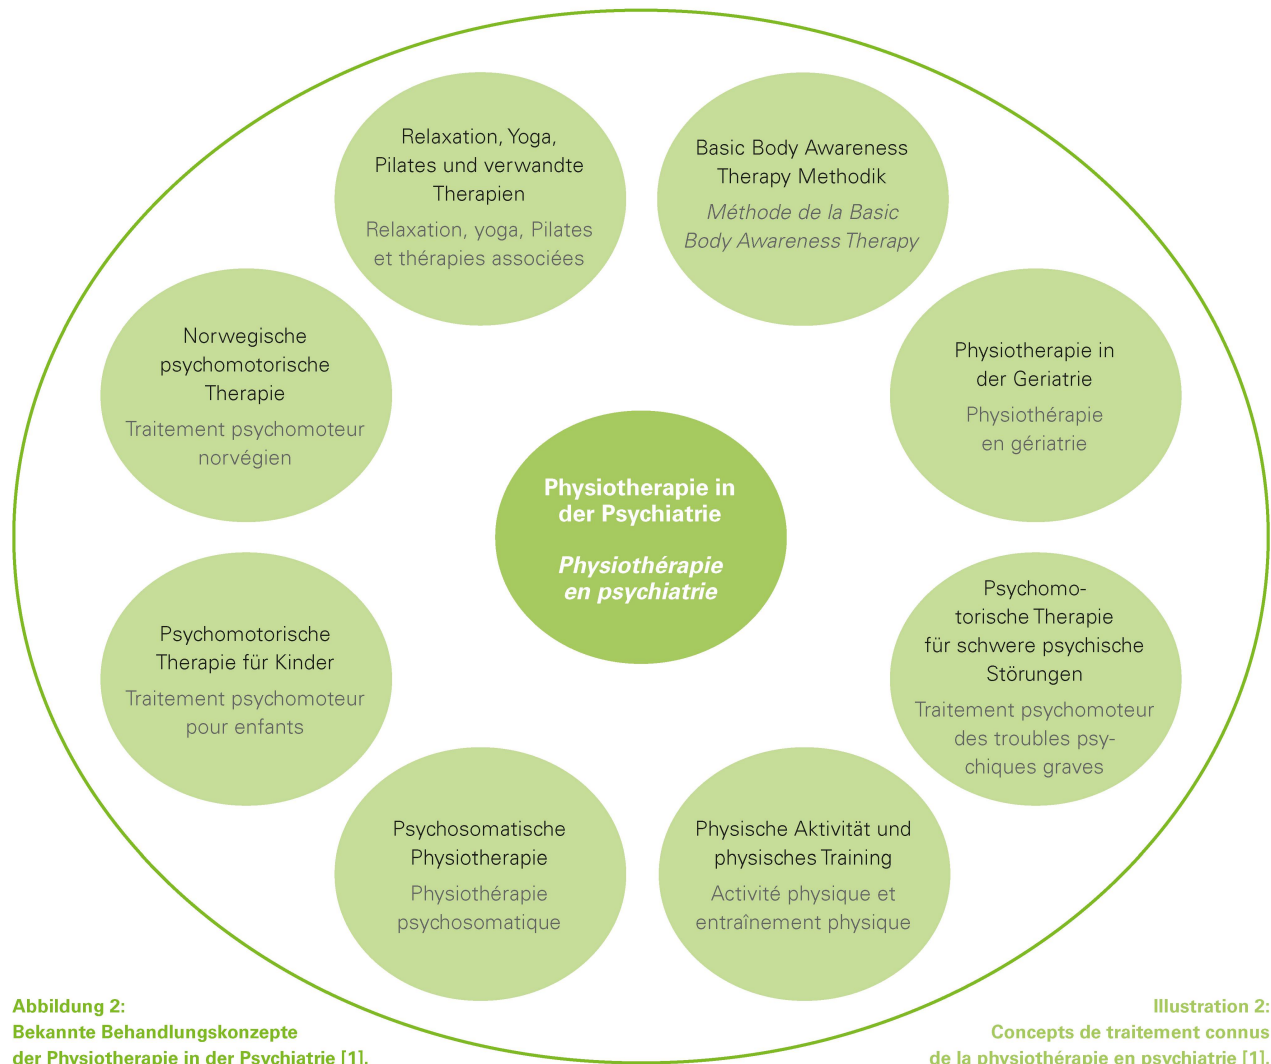 Relaxation, Yoga,
Pilates und verwandte
Therapien
Relaxation, yoga, Pilates
et thérapies associées
Basic Body Awareness
Therapy Methodik
Méthode de la Basic
Body Awareness Therapy
Norwegische
psychomotorische
Therapie
Traitement psychomoteur
norvégien
Physiotherapie in
der Geriatrie
Physiothérapie
en gériatrie
Physiotherapie in
der Psychiatrie
Physiothérapie
en psychiatrie
Psychomotorische
Therapie für Kinder
Traitement psychomoteur
pour enfants
Psychomo-
torische Therapie
für schwere psychische
Störungen
Traitement psychomoteur
des troubles psy-
chiques graves
Psychosomatische
Physiotherapie
Physiothérapie
psychosomatique
Physische Aktivität und
physisches Training
Activité physique et
entraînement physique
Abbildung 2:
Bekannte Behandlungskonzepte
der Physiotherapie in der Psychiatrie [1].
Illustration 2:
Concepts de traitement connus
de la physiothérapie en psychiatrie [1].